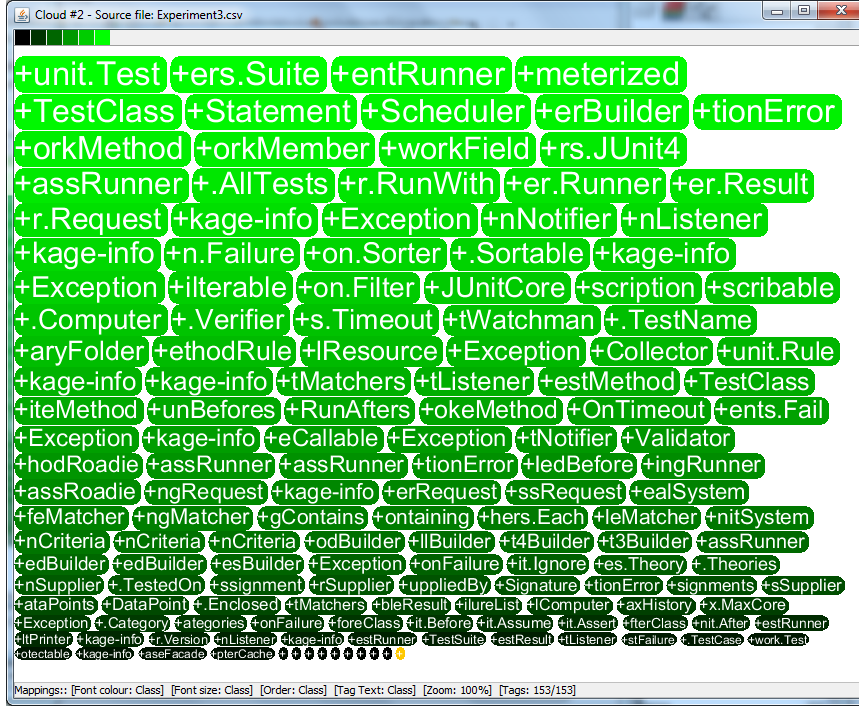 Cloud #2 - Source file: Experiment3.csv
+unit.Test +ers.Suite +entRunner +meterized
+TestClass +Statement +Scheduler +erBuilder +tionError
+orkMethod +orkMember +workField +rs.JUnit4
+assRunner +.AllTests +r.RunWith +er.Runner +er.Result
+r.Request +kage-info +Exception +nNotifier +nListener
+kage-info +n.Failure +on.Sorter +.Sortable +kage-info
+Exception +ilterable +on.Filter +JUnitCore +scription +scribable
+.Computer +.Verifier +s.Timeout +tWatchman +.TestName
+aryFolder +ethodRule +lResource +Exception +Collector +unit.Rule
+kage-info +kage-info +tMatchers +tListener +estMethod +TestClass
+iteMethod +unBefores +RunAfters +okeMethod +OnTimeout +ents.Fail
+Exception +kage-info +eCallable +Exception +tNotifier +Validator
+hodRoadie +assRunner +assRunner +tionError +ledBefore +ingRunner
+assRoadie +ngRequest +kage-info +erRequest +ssRequest +ealSystem
+feMatcher +ngMatcher +gContains +ontaining +hers.Each +leMatcher +nitSystem
+nCriteria +nCriteria +nCriteria +odBuilder +llBuilder +t4Builder +t3Builder +assRunner
+edBuilder +edBuilder +esBuilder +Exception +onFailure +it.Ignore +es.Theory +.Theories
+nSupplier +.TestedOn +ssignment +rSupplier +uppliedBy +Signature +tionError +signments +sSupplier
+ataPoints +DataPoint +.Enclosed +tMatchers +bleResult +ilureList +lComputer +axHistory +x.MaxCore
+Exception +.Category +ategories +onFailure +foreClass +it.Before +it.Assume +it.Assert +fterClass +nit.After +estRunner
+ltPrinter +kage-info +r.Version +nListener +kage-info +estRunner +TestSuite +estResult +tListener +stFailure +.TestCase +work.Test
+otectable +kage-info +aseFacade +pterCache + + + + + + + + + +
Mappings:: [Font colour: Class] [Font size: Class] [Order: Class] [Tag Text: Class] [Zoom: 100%] [Tags: 153/153]